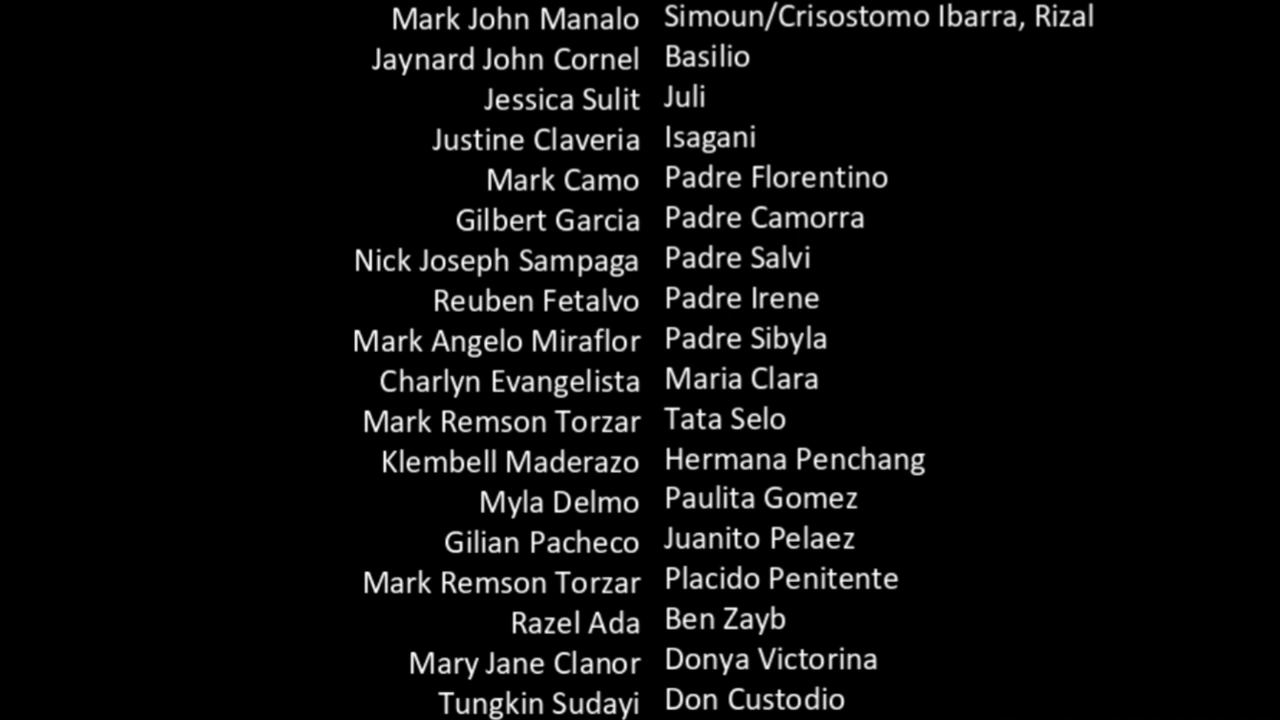 Mark John Manalo Simoun/Crisostomo Ibarra, Rizal
Jaynard John Cornel Basilio
Jessica Sulit Juli
Justine Claveria Isagani
Mark Camo Padre Florentino
Gilbert Garcia Padre Camorra
Nick Joseph Sampaga Padre Salvi
Reuben Fetalvo Padre Irene
Mark Angelo Miraflor Padre Sibyla
Charlyn Evangelista Maria Clara
Mark Remson Torzar Tata Selo
Klembell Maderazo Hermana Penchang
Myla Delmo Paulita Gomez
Gilian Pacheco Juanito Pelaez
Mark Remson Torzar Placido Penitente
Razel Ada Ben Zayb
Mary Jane Clanor Donya Victorina
Tungkin Sudayi Don Custodio